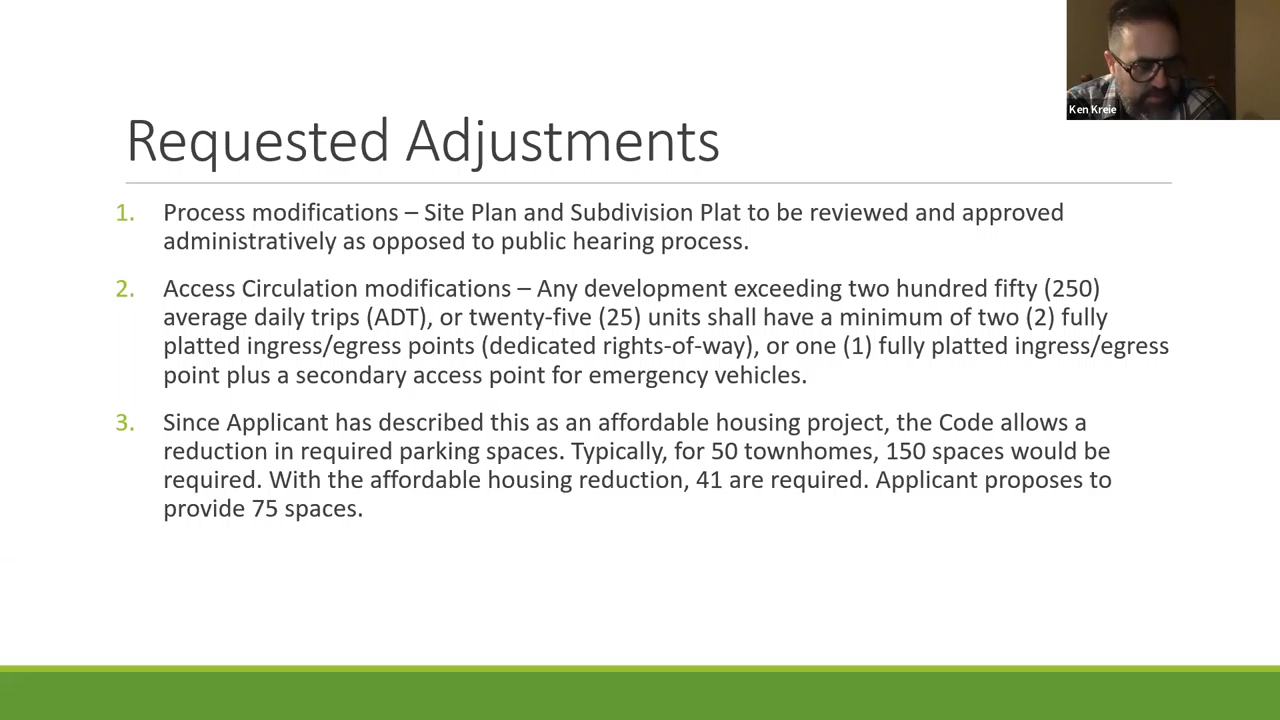 Ken Kreie
Requested Adjustments
1. Process modifications – Site Plan and Subdivision Plat to be reviewed and approved
administratively as opposed to public hearing process.
2. Access Circulation modifications – Any development exceeding two hundred fifty (250)
average daily trips (ADT), or twenty-five (25) units shall have a minimum of two (2) fully
platted ingress/egress points (dedicated rights-of-way), or one (1) fully platted ingress/egress
point plus a secondary access point for emergency vehicles.
3. Since Applicant has described this as an affordable housing project, the Code allows a
reduction in required parking spaces. Typically, for 50 townhomes, 150 spaces would be
required. With the affordable housing reduction, 41 are required. Applicant proposes to
provide 75 spaces.